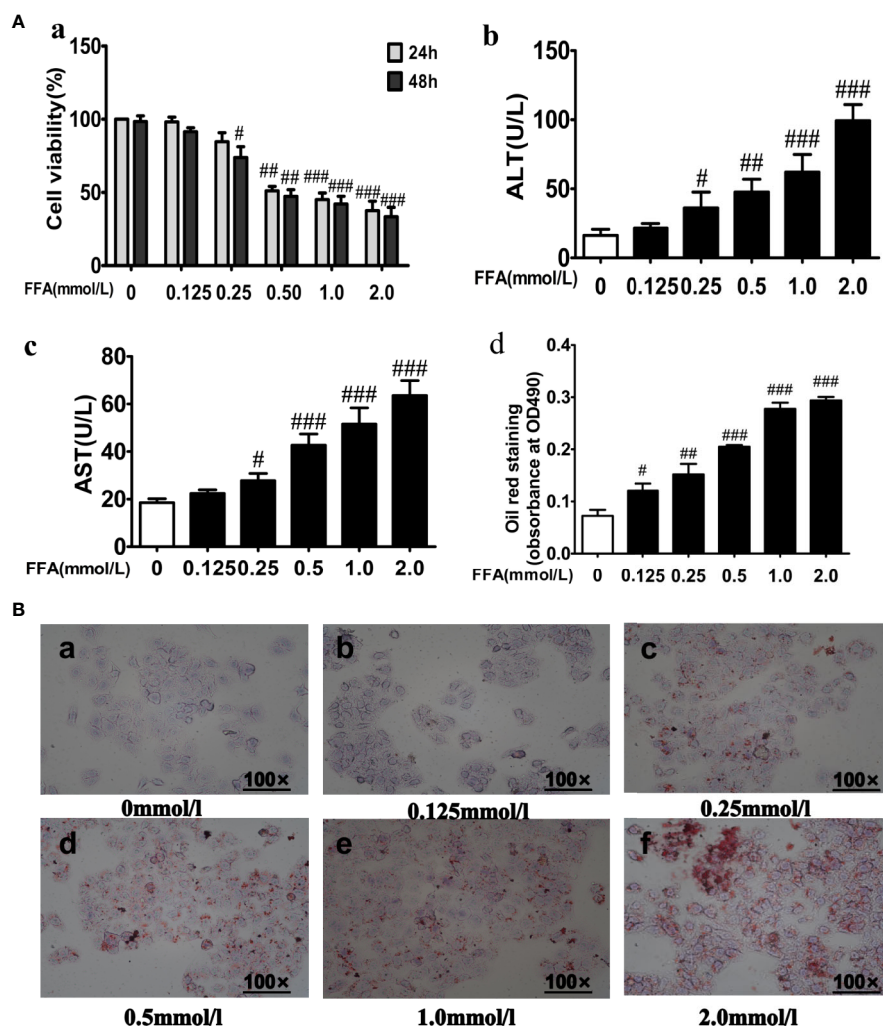 A
a
150
100
50
0
Cell viability(%)
24h
48h
#
## ## ### ### ### ###
FFA(mmol/L) 0 0.125 0.25 0.50 1.0 2.0
b
150
100
50
0
ALT(U/L)
# ## ### ###
FFA(mmol/L) 0 0.125 0.25 0.5 1.0 2.0
c
80
60
40
20
0
AST(U/L)
# ### ### ###
FFA(mmol/L) 0 0.125 0.25 0.5 1.0 2.0
d
0.4
0.3
0.2
0.1
0.0
Oil red staining
(obsorbance at OD490)
# ## ### ### ###
FFA(mmol/L) 0 0.125 0.25 0.5 1.0 2.0
B
a
100×
0mmol/l
b
100×
0.125mmol/l
c
100×
0.25mmol/l
d
100×
0.5mmol/l
e
100×
1.0mmol/l
f
100×
2.0mmol/l